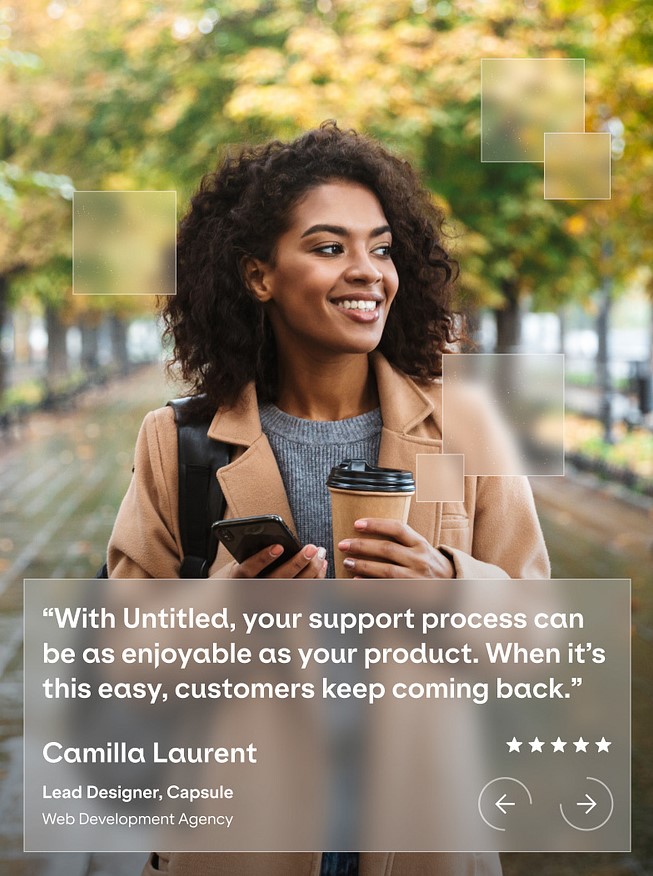 “With Untitled, your support process can
be as enjoyable as your product. When it’s
this easy, customers keep coming back.”
Camilla Laurent
Lead Designer, Capsule
Web Development Agency